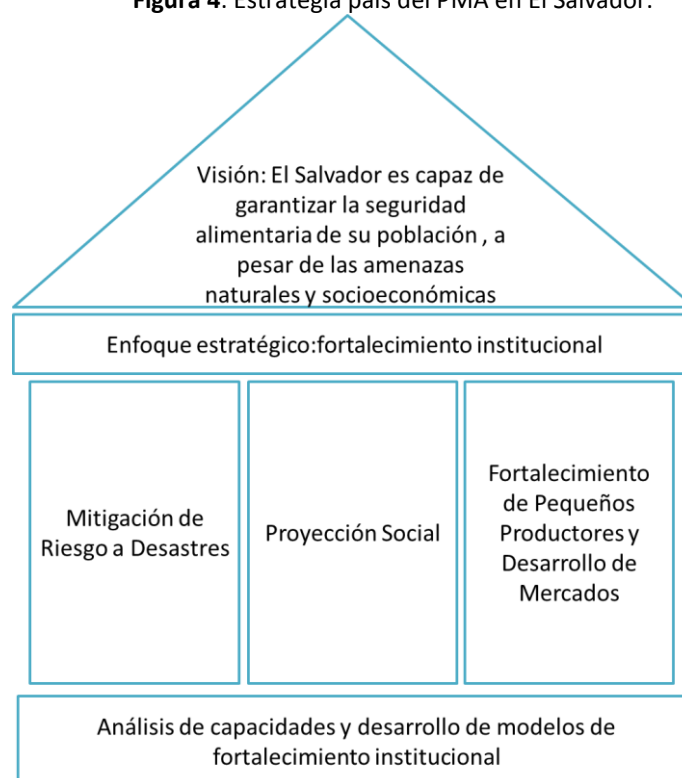 Figura 4: Estrategia país del PMA en El Salvador.
Visión: El Salvador es capaz de
garantizar la seguridad
alimentaria de su población , a
pesar de las amenazas
naturales y socioeconómicas
Enfoque estratégico:fortalecimiento institucional
Mitigación de
Riesgo a Desastres
Proyección Social
Fortalecimiento
de Pequeños
Productores y
Desarrollo de
Mercados
Análisis de capacidades y desarrollo de modelos de
fortalecimiento institucional